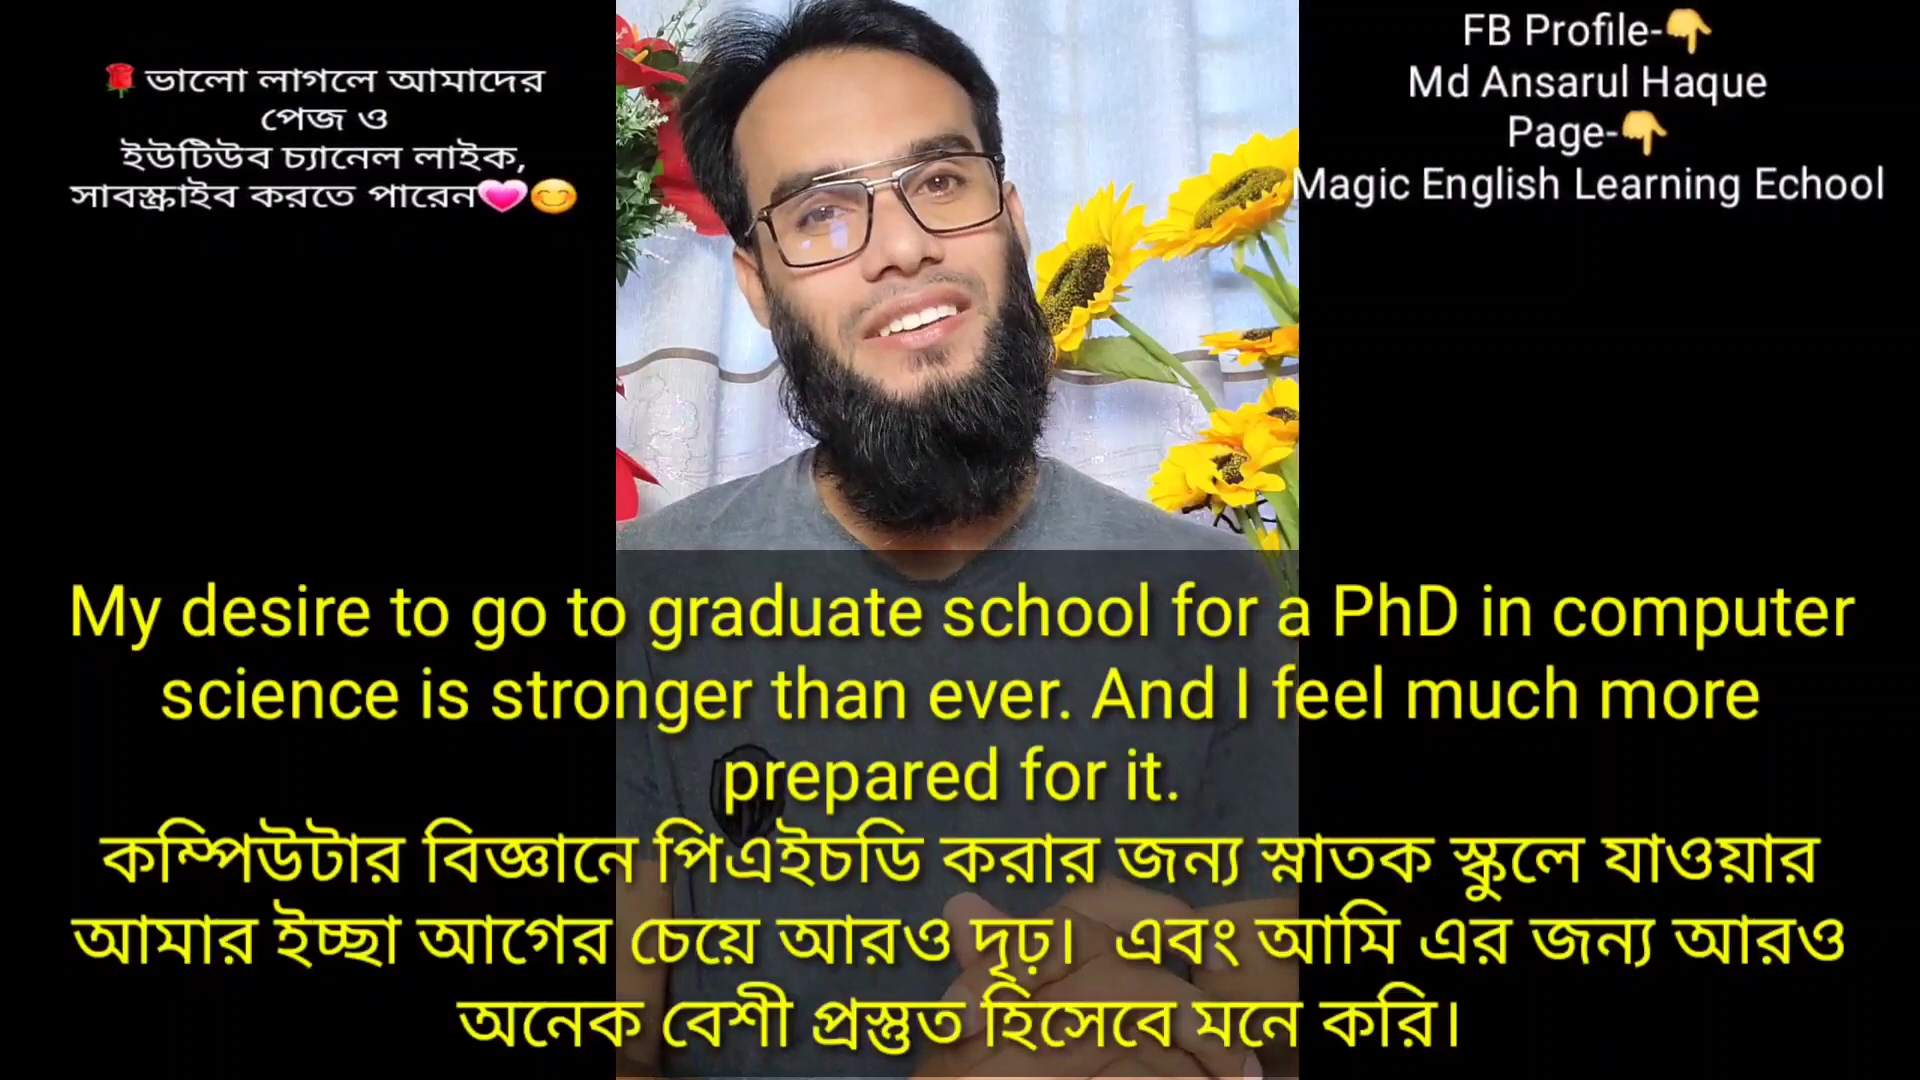 🌹ভালো লাগলে আমাদের
পেজ ও
ইউটিউব চ্যানেল লাইক,
সাবস্ক্রাইব করতে পারেন💗😊
FB Profile-👇
Md Ansarul Haque
Page-👇
Magic English Learning Echool
My desire to go to graduate school for a PhD in computer
science is stronger than ever. And I feel much more
prepared for it.
কম্পিউটার বিজ্ঞানে পিএইচডি করার জন্য স্নাতক স্কুলে যাওয়ার
আমার ইচ্ছা আগের চেয়ে আরও দৃঢ়। এবং আমি এর জন্য আরও
অনেক বেশী প্রস্তুত হিসেবে মনে করি।